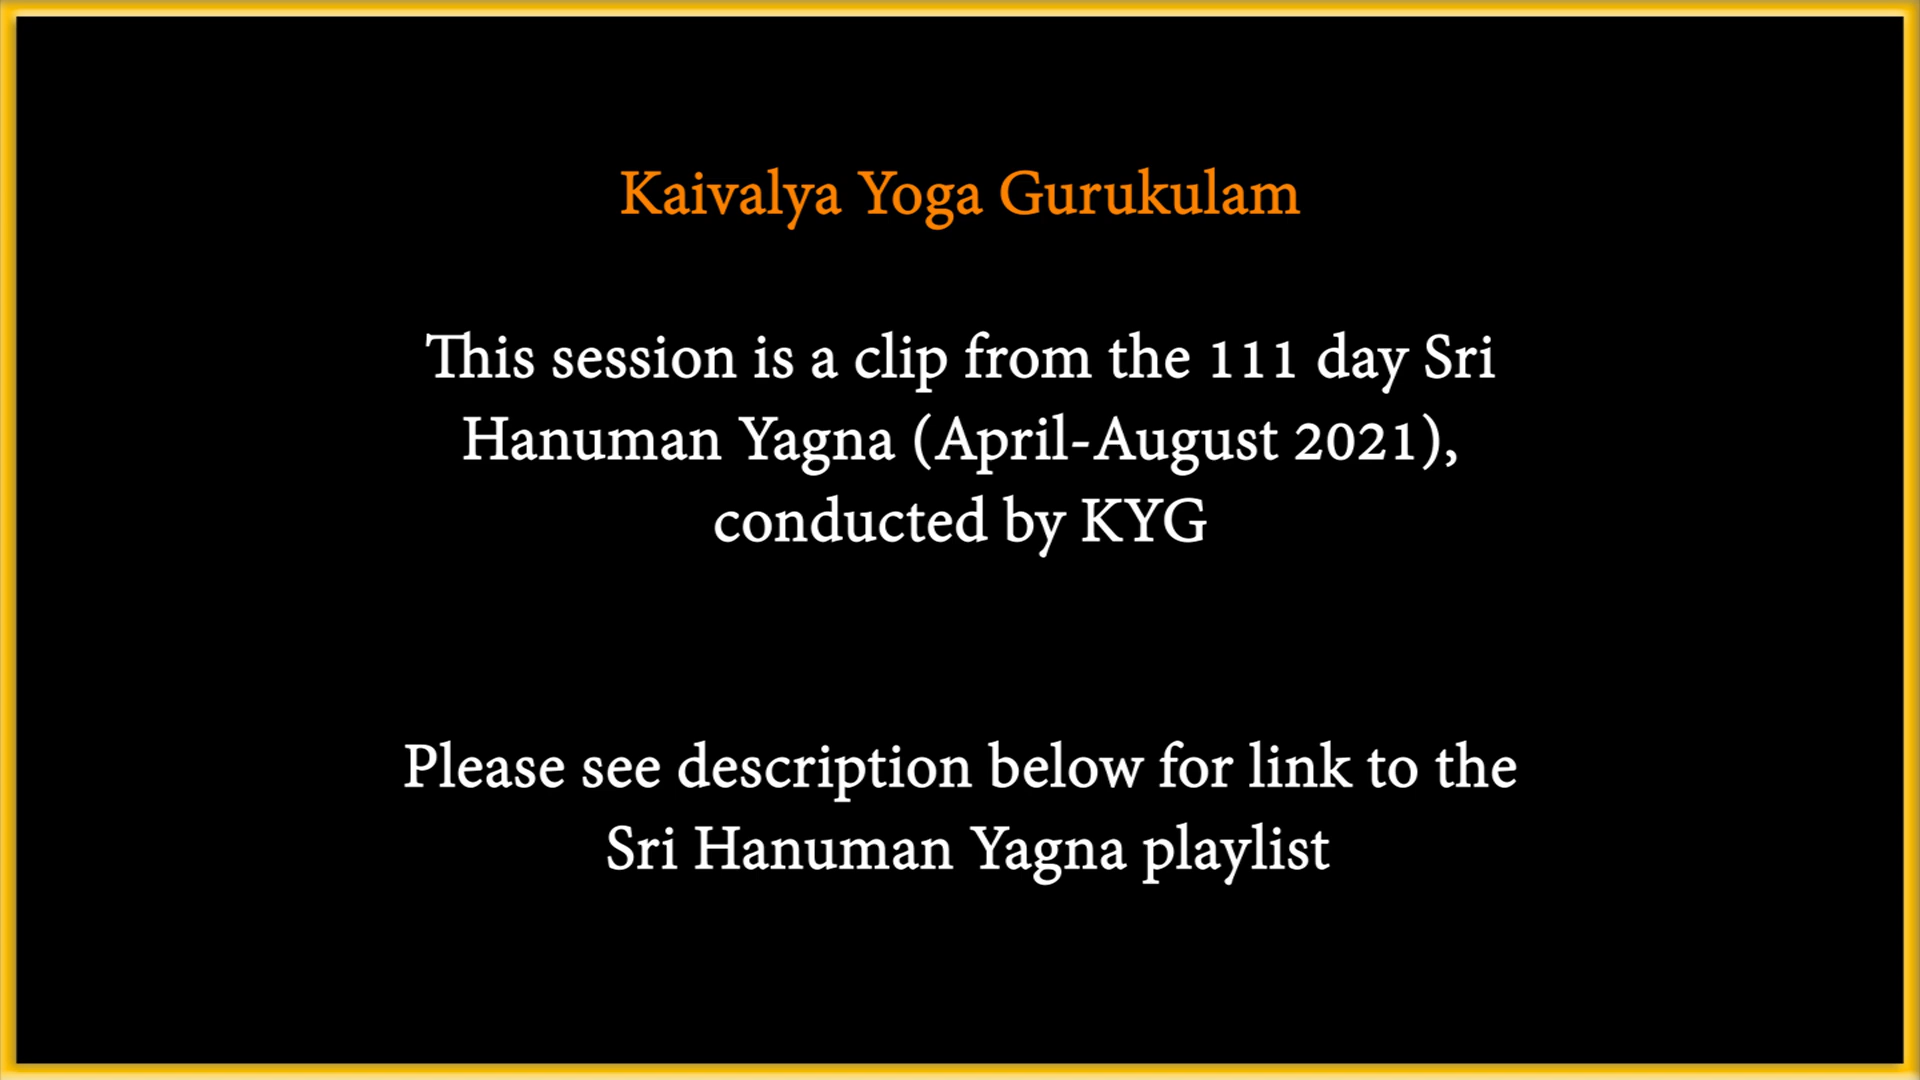 Kaivalya Yoga Gurukulam
This session is a clip from the 111 day Sri
Hanuman Yagna (April-August 2021),
conducted by KYG
Please see description below for link to the
Sri Hanuman Yagna playlist